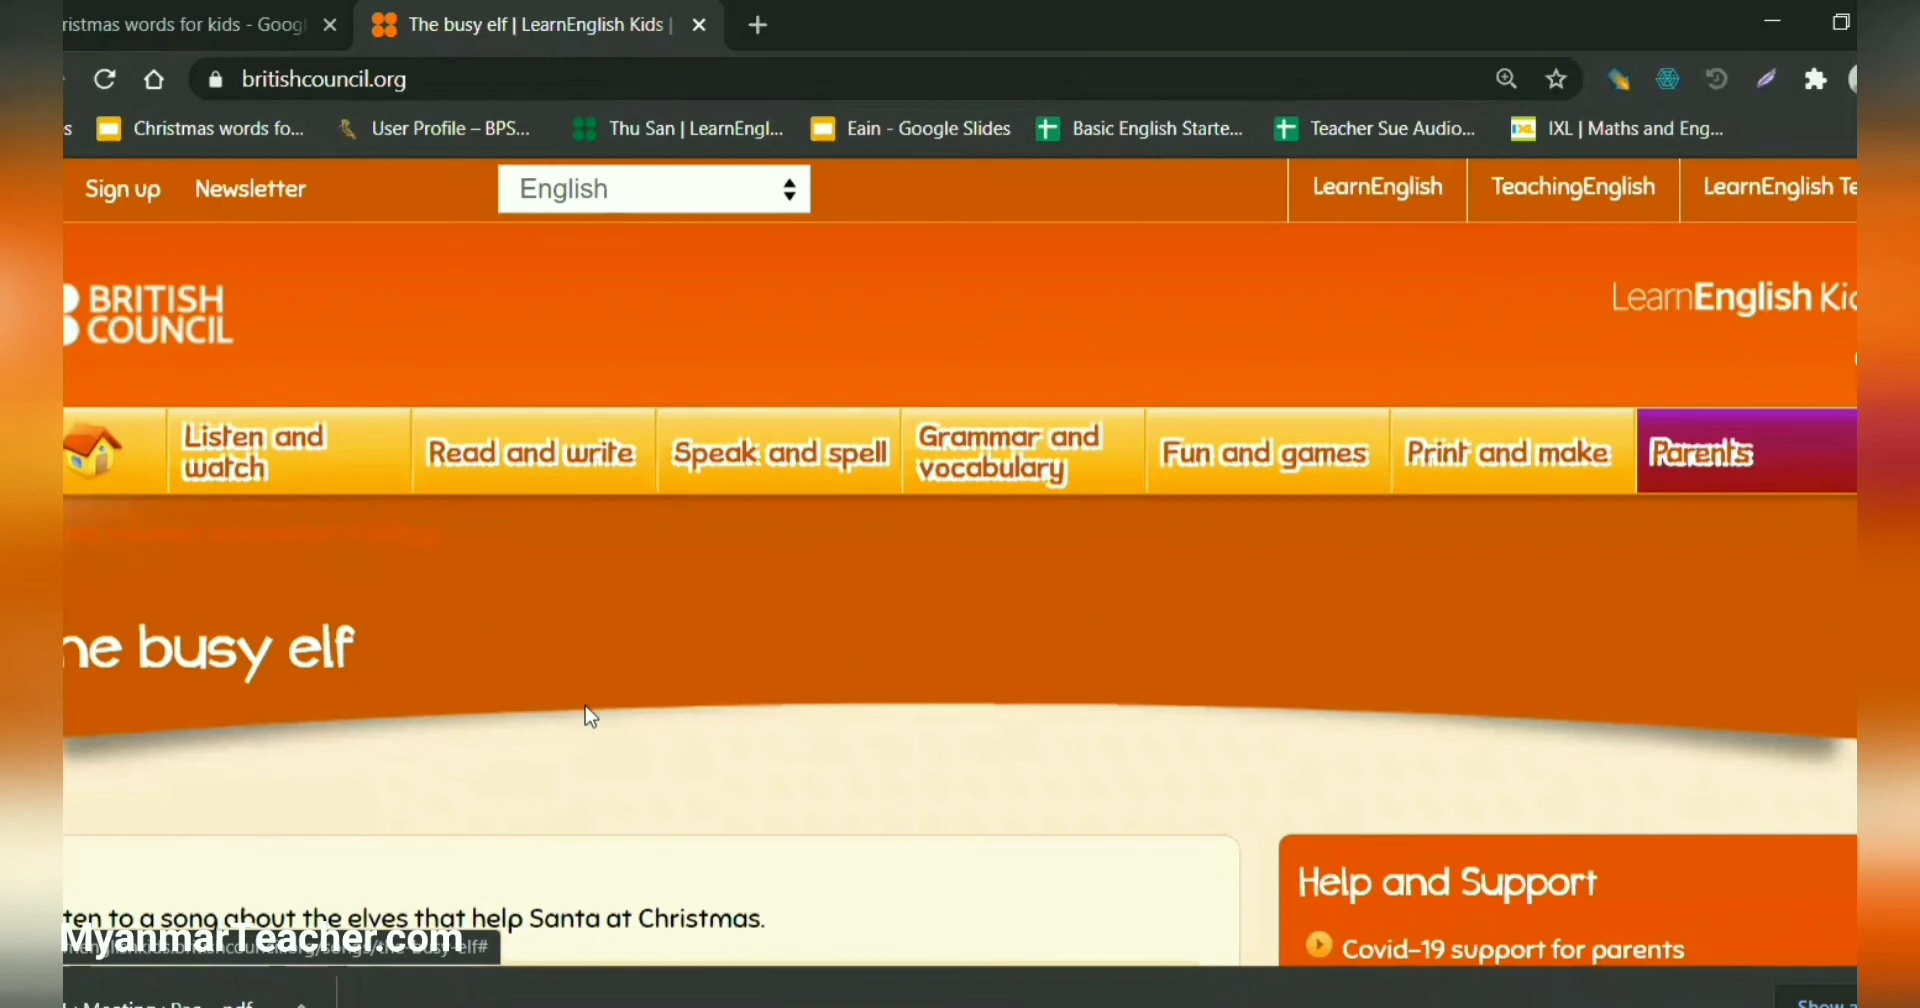 ristmas words for kids - Goog
The busy elf | LearnEnglish Kids |
britishcouncil.org
s
Christmas words fo...
User Profile – BPS...
Thu San | LearnEngl...
Eain - Google Slides
Basic English Starte...
Teacher Sue Audio...
IXL | Maths and Eng...
Sign up
Newsletter
English
LearnEnglish
TeachingEnglish
LearnEnglish Te
BRITISH
COUNCIL
LearnEnglish Kid
Listen and
watch
Read and write
Speak and spell
Grammar and
vocabulary
Fun and games
Print and make
Parents
he busy elf
ten to a song about the elves that help Santa at Christmas.
MyanmarTeacher.com
Help and Support
Covid-19 support for parents
Show a